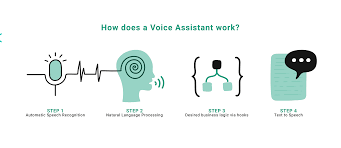 How does a Voice Assistant work?
STEP 1
Automatic Speech Recognition
STEP 2
Natural Language Processing
STEP 3
Desired business logic via Hooks
STEP 4
Text to Speech